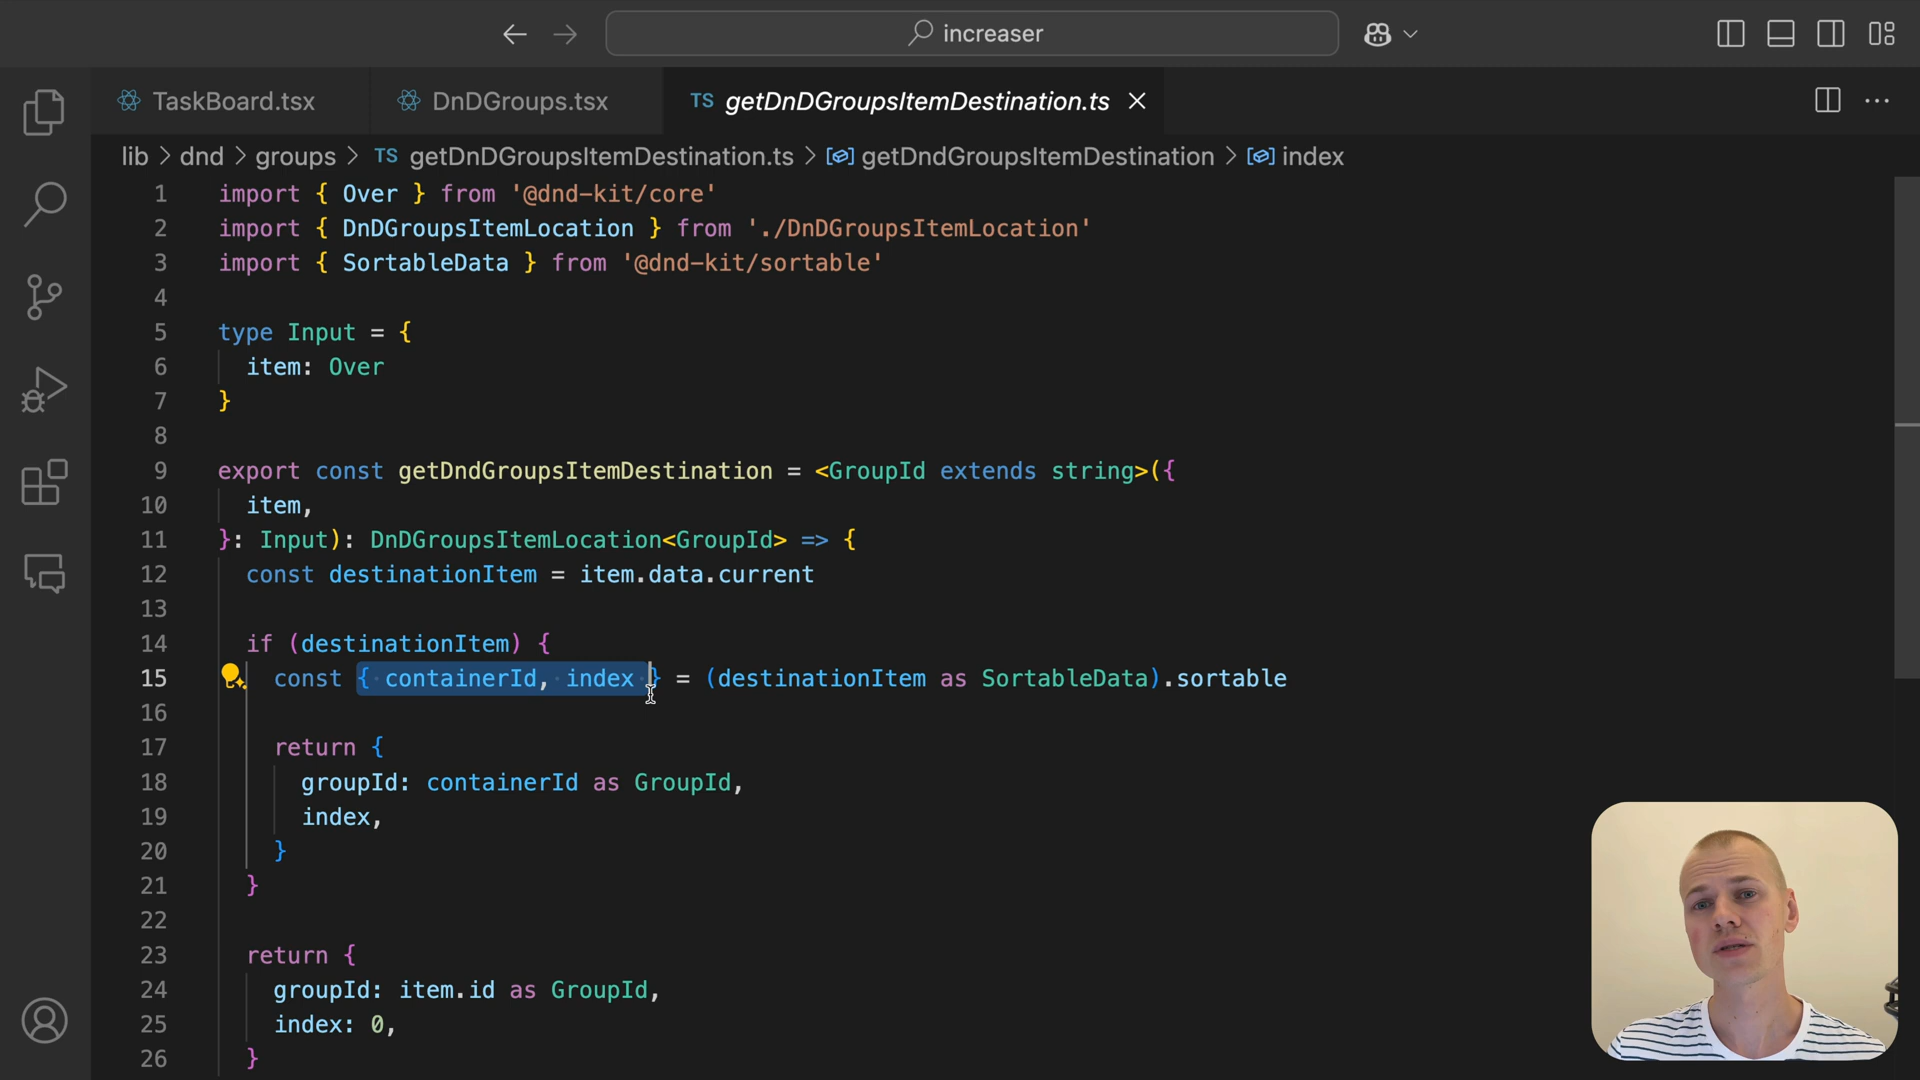 increaser
TaskBoard.tsx
DnDGroups.tsx
TS getDnDGroupsItemDestination.ts
lib > dnd > groups > TS getDnDGroupsItemDestination.ts > getDndGroupsItemDestination > index
1 import { Over } from '@dnd-kit/core'
2 import { DnDGroupsItemLocation } from './DnDGroupsItemLocation'
3 import { SortableData } from '@dnd-kit/sortable'
4
5 type Input = {
6 item: Over
7 }
8
9 export const getDndGroupsItemDestination = <GroupId extends string>({
10 item,
11 }: Input): DnDGroupsItemLocation<GroupId> => {
12 const destinationItem = item.data.current
13
14 if (destinationItem) {
15 const { containerId, index } = (destinationItem as SortableData).sortable
16
17 return {
18 groupId: containerId as GroupId,
19 index,
20 }
21 }
22
23 return {
24 groupId: item.id as GroupId,
25 index: 0,
26 }